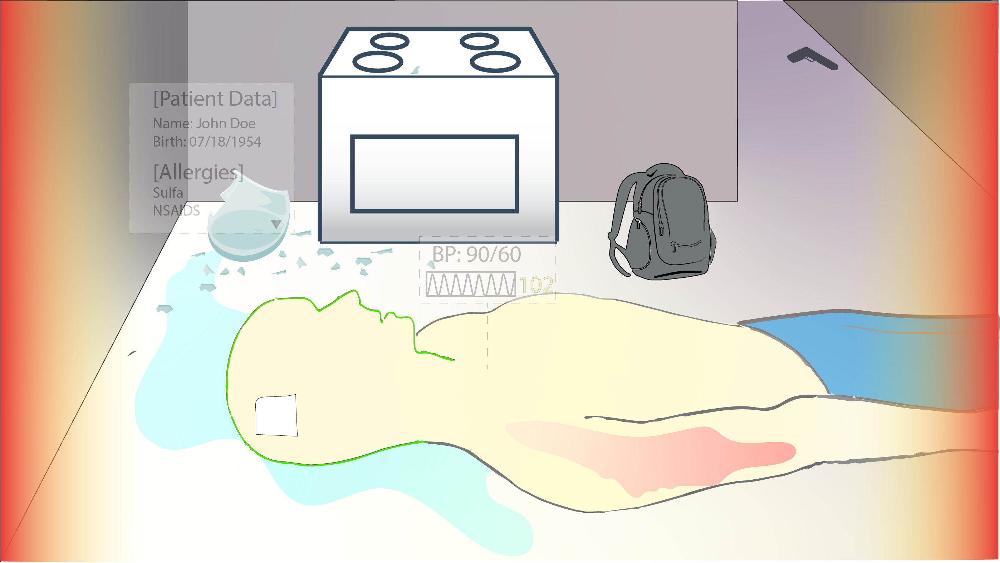 [Patient Data]
Name: John Doe
Birth: 07/18/1954
[Allergies]
Sulfa
NSAIDS
BP: 90/60
102